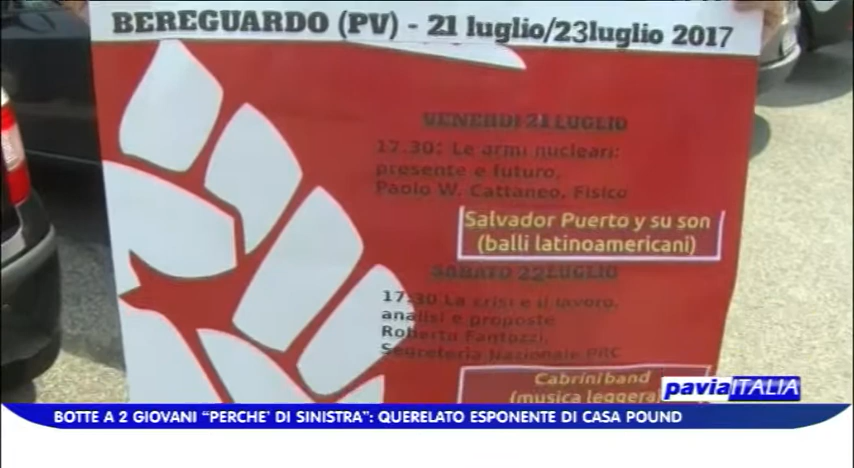 BEREGUARDO (PV) - 21 luglio/23luglio 2017
VENERDI 21 LUGLIO
17.30: Le armi nucleari:
presente e futuro,
Paolo W. Cattaneo, Fisico
Salvador Puerto y su son
(balli latinoamericani)
SABATO 22 LUGLIO
17:30 La crisi e il lavoro,
analisi e proposte
Roberto Fantozzi,
Segreteria Nazionale PRC
Cabriniband
(musica leggera)
paviaITALIA
BOTTE A 2 GIOVANI “PERCHE’ DI SINISTRA”: QUERELATO ESPONENTE DI CASA POUND